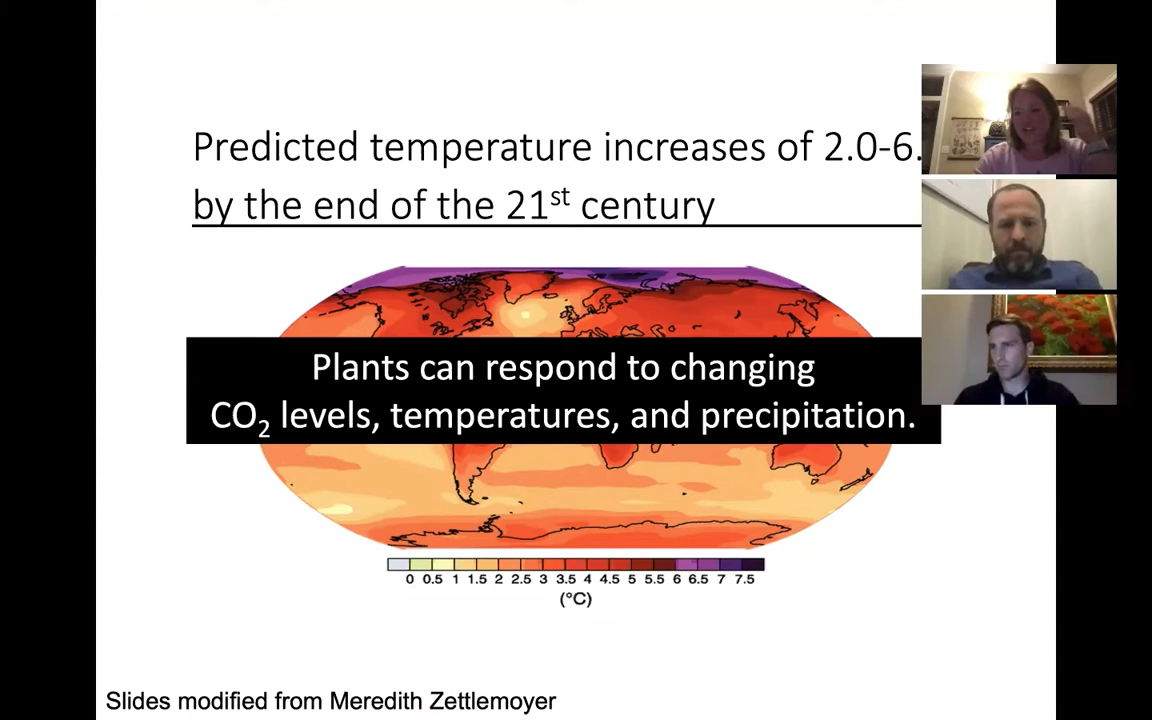 Predicted temperature increases of 2.0-6.
by the end of the 21st century
Plants can respond to changing
CO₂ levels, temperatures, and precipitation.
0 0.5 1 1.5 2 2.5 3 3.5 4 4.5 5 5.5 6 6.5 7 7.5
(°C)
Slides modified from Meredith Zettlemoyer